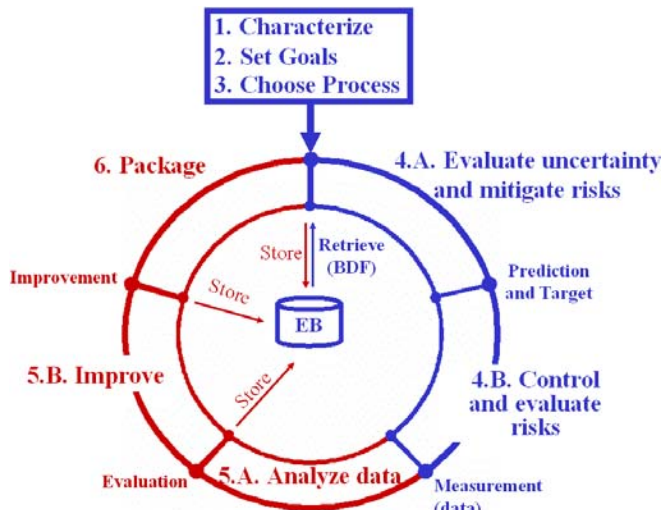 1. Characterize
2. Set Goals
3. Choose Process
6. Package
4.A. Evaluate uncertainty
and mitigate risks
Store
Retrieve
(BDF)
Improvement
Store
Prediction
and Target
EB
5.B. Improve
Store
4.B. Control
and evaluate
risks
Evaluation
5.A. Analyze data
Measurement
(data)